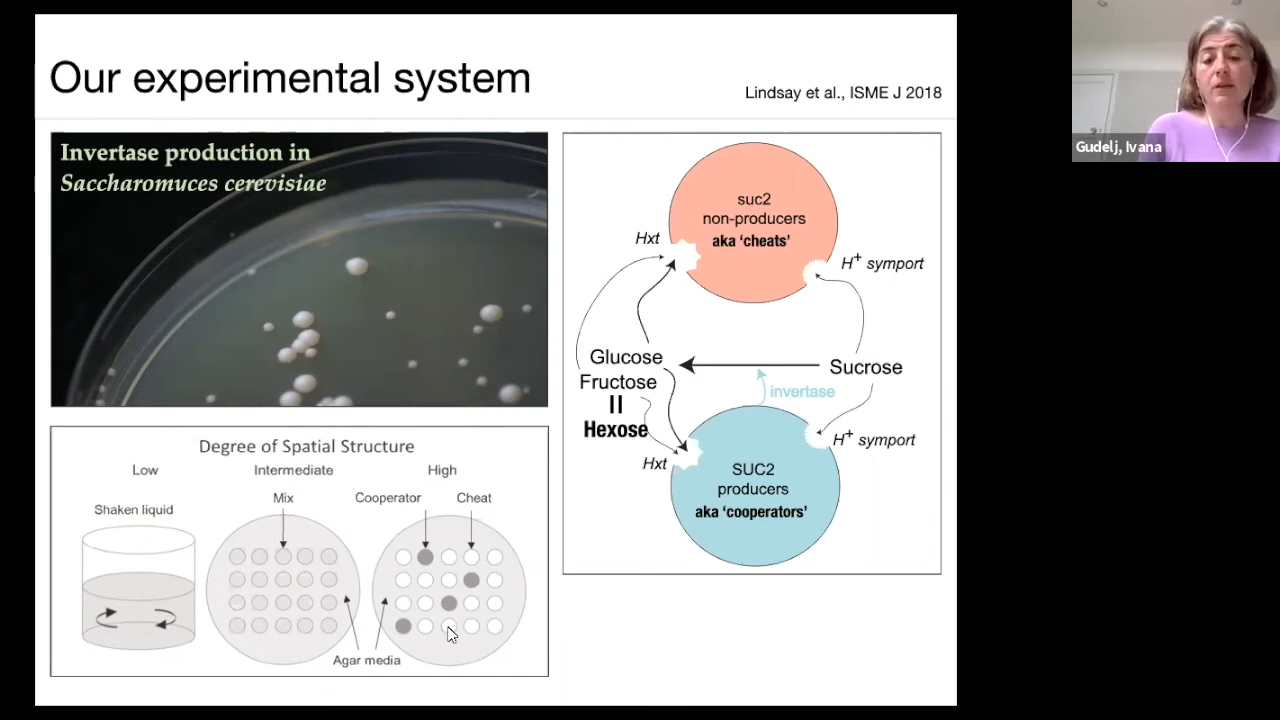 Our experimental system
Lindsay et al., ISME J 2018
Invertase production in
Saccharomuces cerevisiae
Degree of Spatial Structure
Low
Intermediate
High
Mix
Cooperator
Cheat
Shaken liquid
Agar media
suc2
non-producers
aka 'cheats'
Hxt
H+ symport
Glucose
Fructose
II
Hexose
Sucrose
invertase
Hxt
H+ symport
SUC2
producers
aka 'cooperators'
Gudelj, Ivana